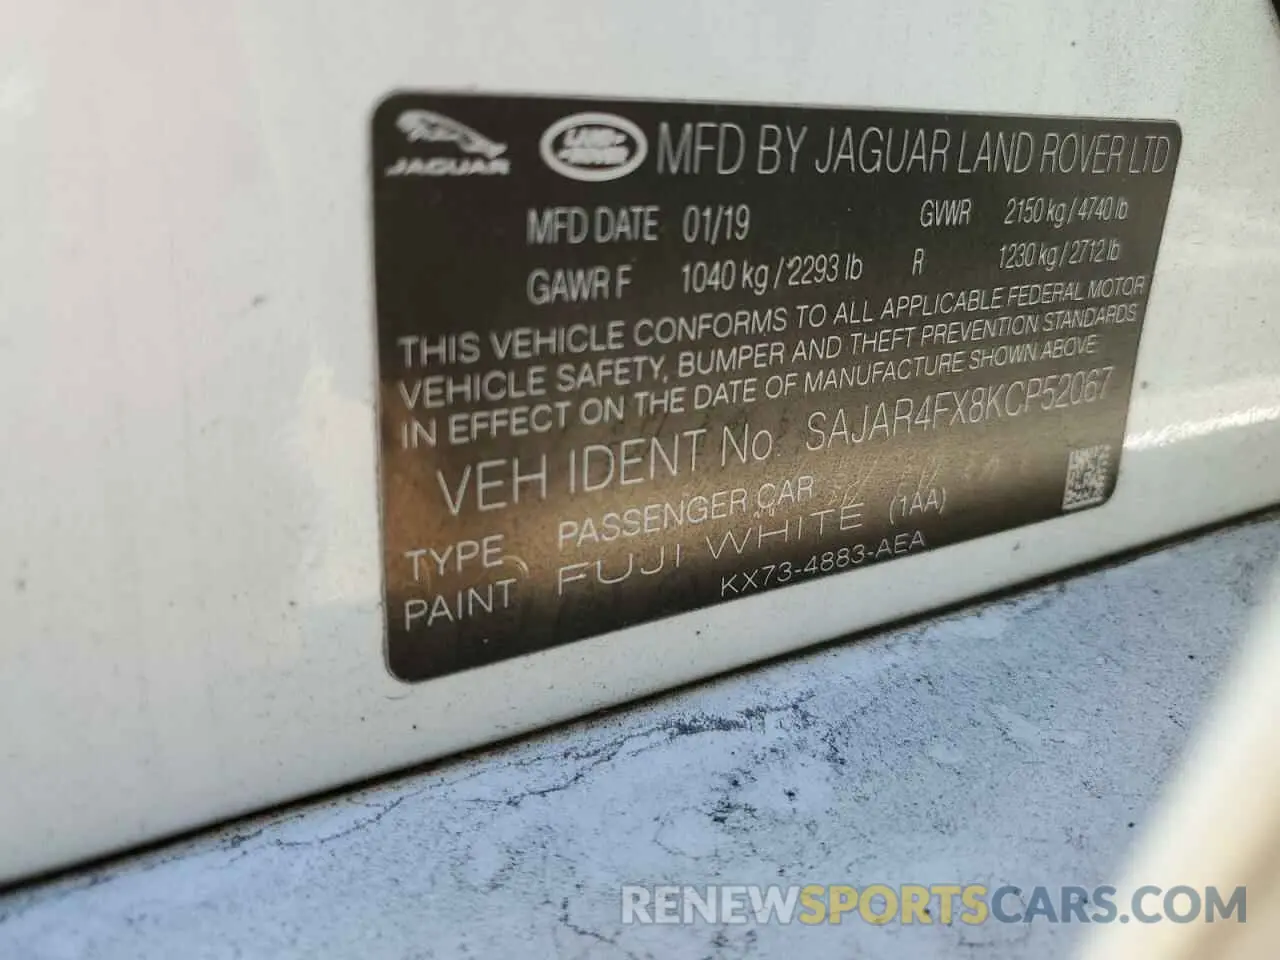 JAGUAR LAND ROVER MFD BY JAGUAR LAND ROVER LTD
MFD DATE 01/19 GVWR 2150 kg / 4740 lb
GAWR F 1040 kg / 2293 lb R 1230 kg / 2712 lb
THIS VEHICLE CONFORMS TO ALL APPLICABLE FEDERAL MOTOR
VEHICLE SAFETY, BUMPER AND THEFT PREVENTION STANDARDS
IN EFFECT ON THE DATE OF MANUFACTURE SHOWN ABOVE
VEH IDENT No. SAJAR4FX8KCP52067
TYPE PASSENGER CAR
PAINT FUJI WHITE (1AA)
KX73-4883-AEA
RENEWSPORTSCARS.COM